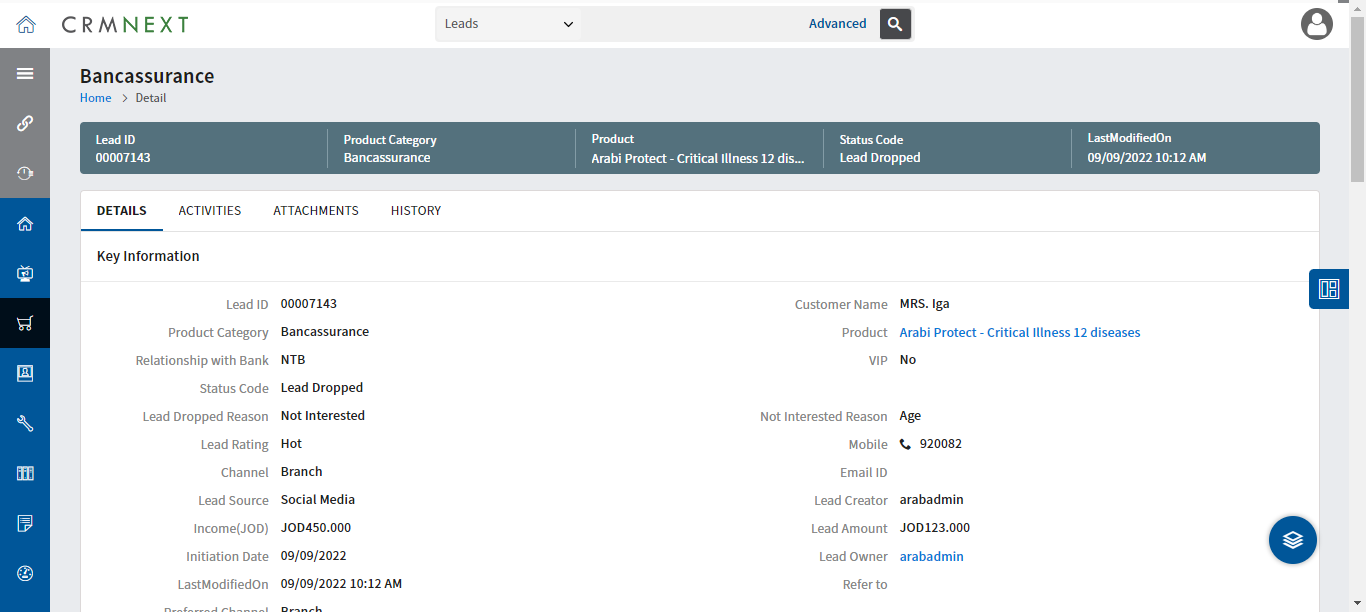 CRMNEXT
Leads
Advanced
Bancassurance
Home > Detail
Lead ID
00007143
Product Category
Bancassurance
Product
Arabi Protect - Critical Illness 12 dis...
Status Code
Lead Dropped
LastModifiedOn
09/09/2022 10:12 AM
DETAILS ACTIVITIES ATTACHMENTS HISTORY
Key Information
Lead ID 00007143 Customer Name MRS. Iga
Product Category Bancassurance Product Arabi Protect - Critical Illness 12 diseases
Relationship with Bank NTB VIP No
Status Code Lead Dropped
Lead Dropped Reason Not Interested Not Interested Reason Age
Lead Rating Hot Mobile 920082
Channel Branch Email ID
Lead Source Social Media Lead Creator arabadmin
Income(JOD) JOD450.000 Lead Amount JOD123.000
Initiation Date 09/09/2022 Lead Owner arabadmin
LastModifiedOn 09/09/2022 10:12 AM Refer to
Preferred Channel Branch